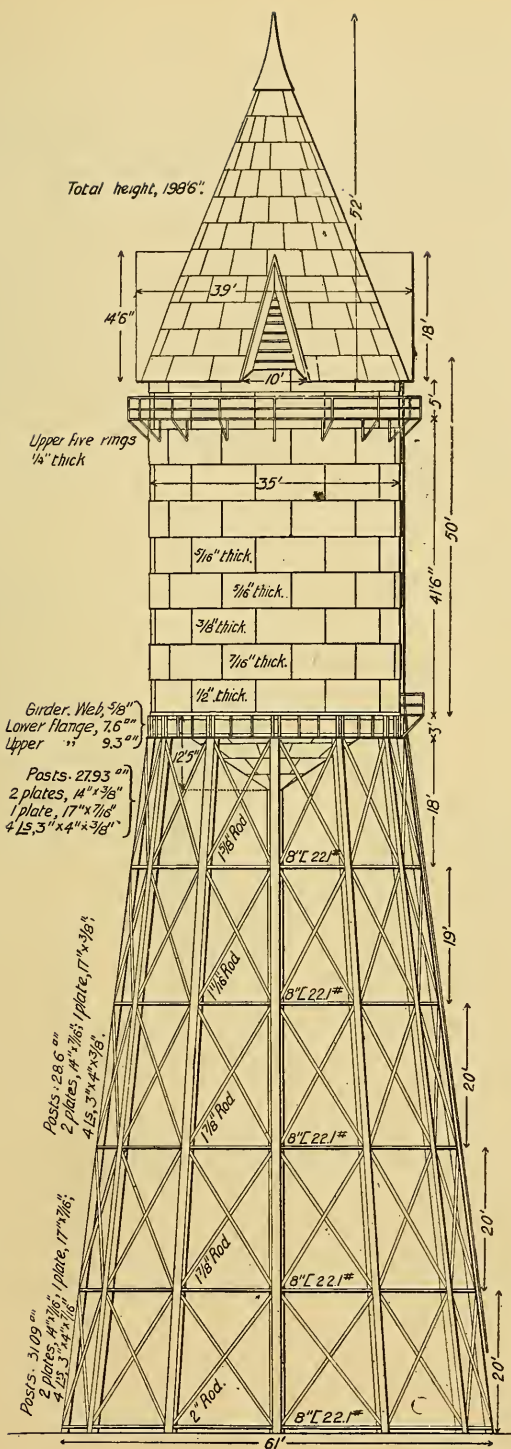 Total height, 198'6".
52'
39'
14'6"
18'
10'
5'
Upper five rings
1/4" thick
35'
50'
5/16" thick.
5/16" thick.
41'6"
3/8" thick.
7/16" thick.
1/2" thick.
Girder. Web, 5/8"
Lower flange, 7.6 □"
Upper " 9.3 □"
3'
12'5"
Posts. 27.93 □"
2 plates, 14" x 3/8"
1 plate, 17" x 7/16"
4 Ls, 3" x 4" x 3/8"
18'
1 5/8" Rod
8"[ 22.1#
19'
1 11/16" Rod
8"[ 22.1#
Posts. 28.6 □"
2 plates, 14" x 7/16"; 1 plate, 17" x 3/8";
4 Ls, 3" x 4" x 3/8".
20'
1 7/8" Rod
8"[ 22.1#
20'
1 7/8" Rod
8"[ 22.1#
Posts. 31.09 □"
2 plates, 14" x 7/16" 1 plate, 17" x 7/16";
4 Ls 3" x 4" x 7/16"
20'
2" Rod.
8"[ 22.1#
61'